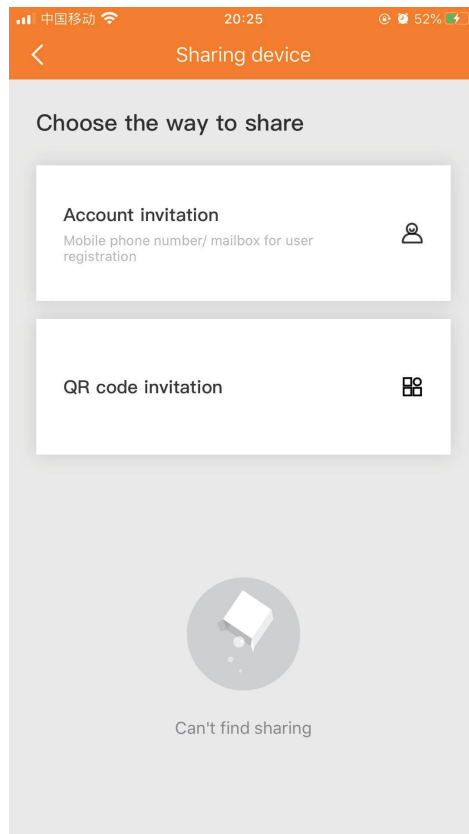 中国移动 20:25 52%
Sharing device
Choose the way to share
Account invitation
Mobile phone number/ mailbox for user
registration
QR code invitation
Can't find sharing